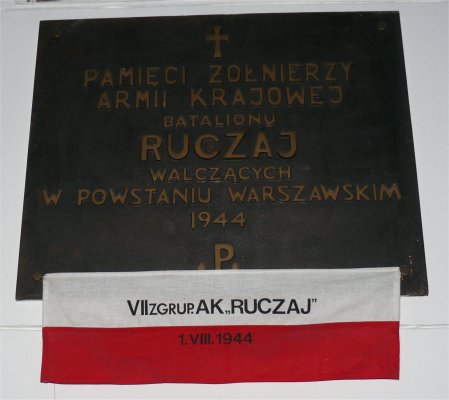 PAMIĘCI ŻOŁNIERZY
ARMII KRAJOWEJ
BATALIONU
RUCZAJ
WALCZĄCYCH
W POWSTANIU WARSZAWSKIM
1944
P
VII ZGRUP. AK „RUCZAJ”
1.VIII.1944